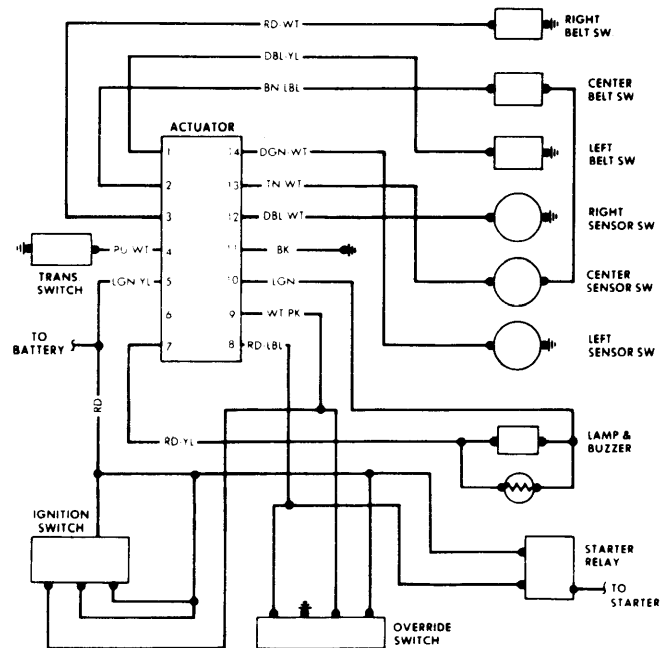 RD-WT
RIGHT
BELT SW
DBL-YL
BN LBL
CENTER
BELT SW
ACTUATOR
LEFT
BELT SW
1
14
DGN-WT
2
13
TN WT
3
12
DBL WT
RIGHT
SENSOR SW
PU WT
4
11
BK
TRANS
SWITCH
LGN YL
5
10
LGN
CENTER
SENSOR SW
6
9
WT PK
TO
BATTERY
7
8
RD-LBL
LEFT
SENSOR SW
RD
RD-YL
LAMP &
BUZZER
IGNITION
SWITCH
STARTER
RELAY
TO
STARTER
OVERRIDE
SWITCH